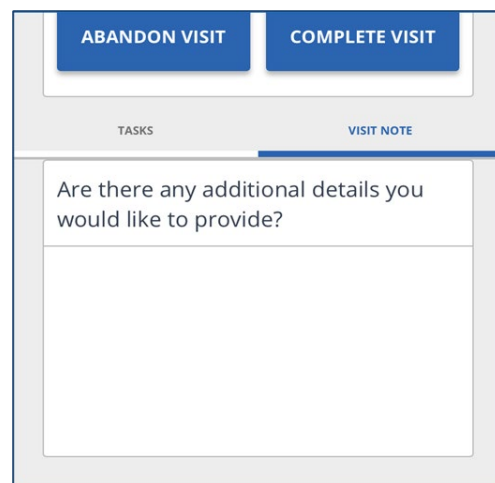 ABANDON VISIT
COMPLETE VISIT
TASKS
VISIT NOTE
Are there any additional details you
would like to provide?